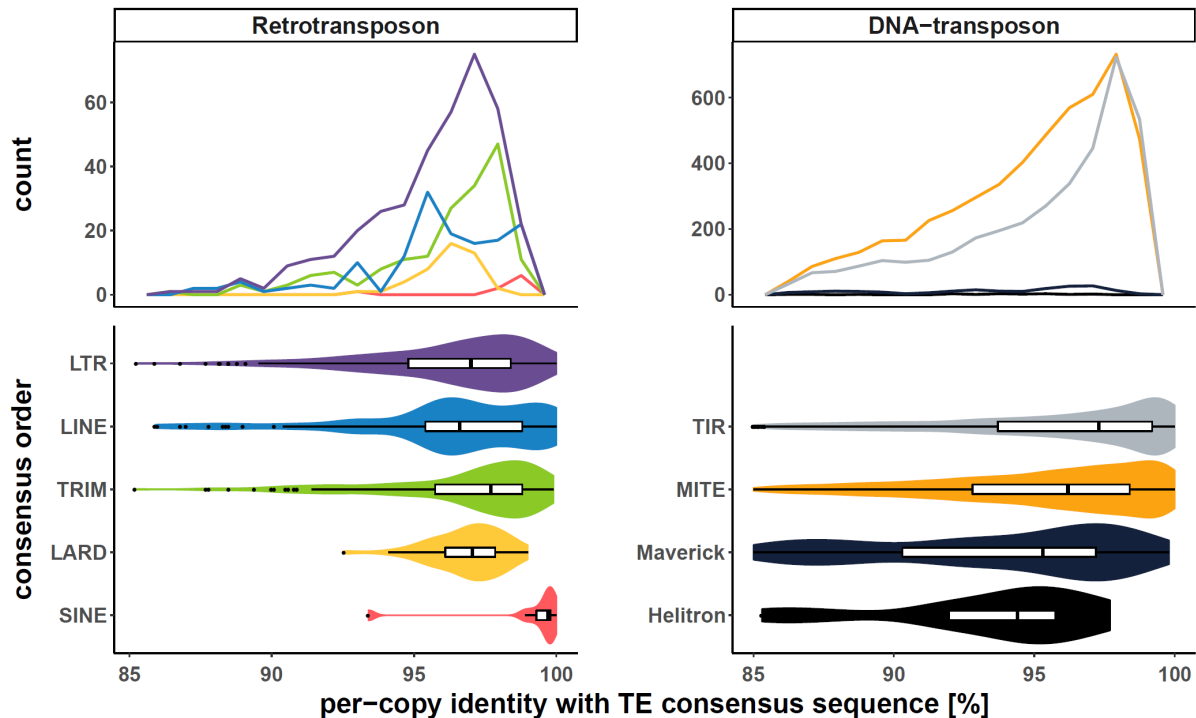 Retrotransposon
DNA−transposon
count
60
40
20
0
600
400
200
0
consensus order
LTR
LINE
TRIM
LARD
SINE
TIR
MITE
Maverick
Helitron
85 90 95 100
85 90 95 100
per−copy identity with TE consensus sequence [%]